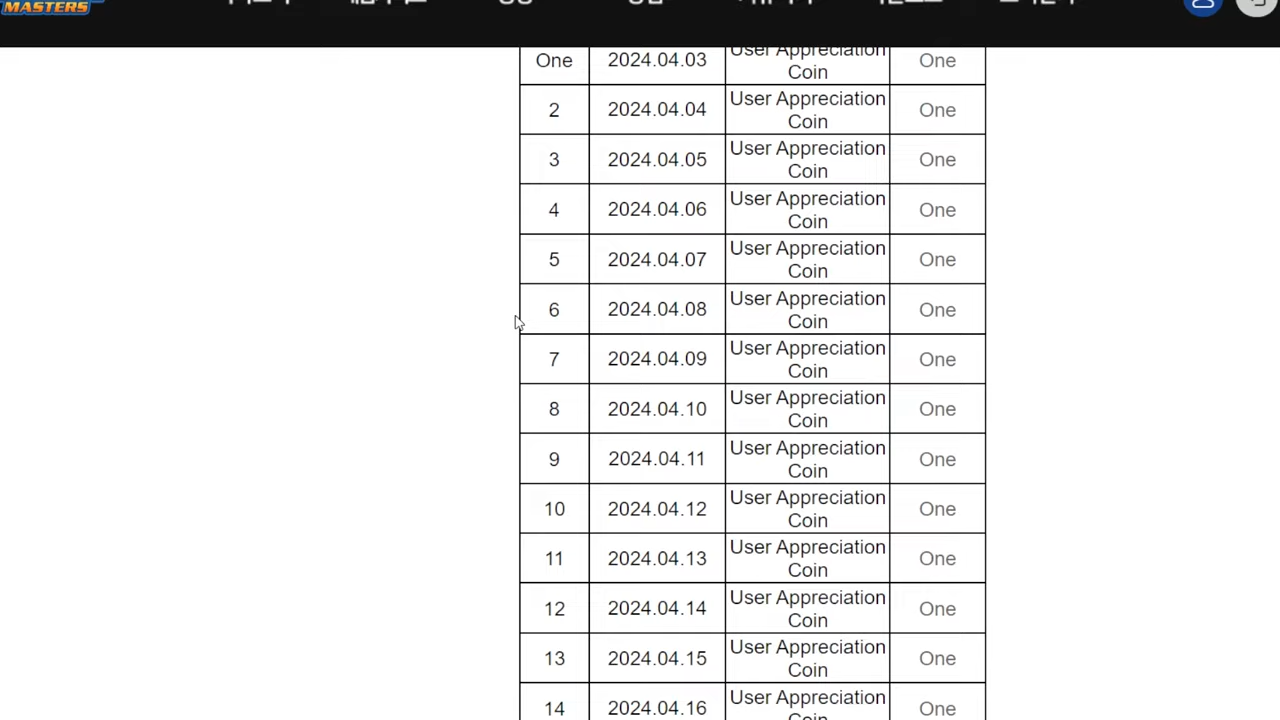 MASTERS
User Appreciation
One 2024.04.03 Coin One
User Appreciation
2 2024.04.04 Coin One
User Appreciation
3 2024.04.05 Coin One
User Appreciation
4 2024.04.06 Coin One
User Appreciation
5 2024.04.07 Coin One
User Appreciation
6 2024.04.08 Coin One
User Appreciation
7 2024.04.09 Coin One
User Appreciation
8 2024.04.10 Coin One
User Appreciation
9 2024.04.11 Coin One
User Appreciation
10 2024.04.12 Coin One
User Appreciation
11 2024.04.13 Coin One
User Appreciation
12 2024.04.14 Coin One
User Appreciation
13 2024.04.15 Coin One
User Appreciation
14 2024.04.16 Coin One